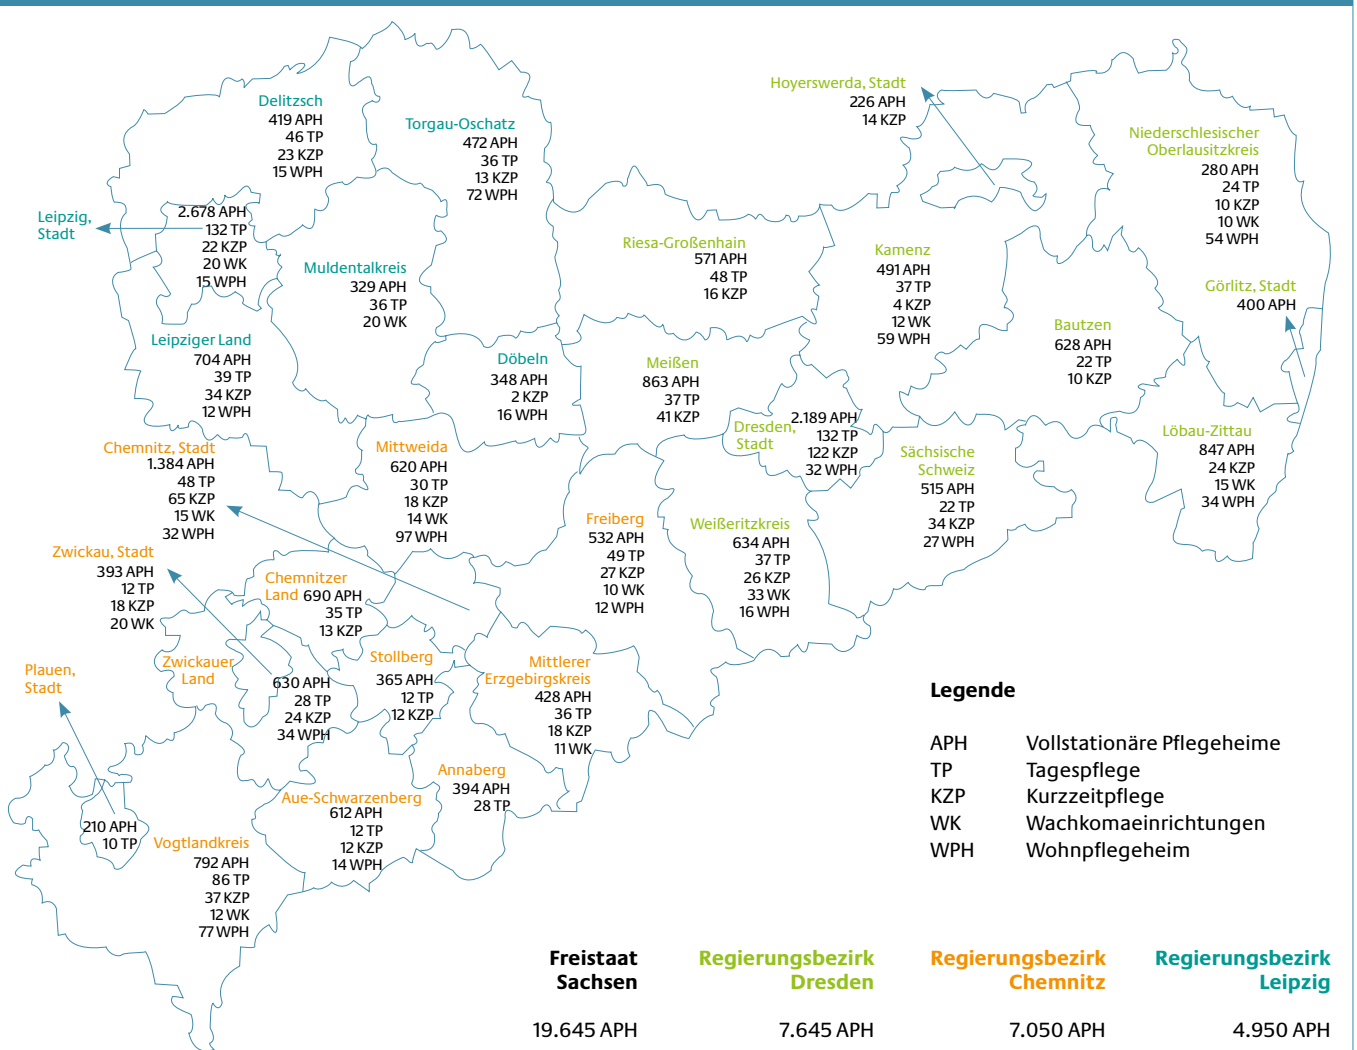 Delitzsch
419 APH
46 TP
23 KZP
15 WPH
Torgau-Oschatz
472 APH
36 TP
13 KZP
72 WPH
Hoyerswerda, Stadt
226 APH
14 KZP
Niederschlesischer
Oberlausitzkreis
280 APH
24 TP
10 KZP
10 WK
54 WPH
Leipzig,
Stadt
2.678 APH
132 TP
22 KZP
20 WK
15 WPH
Muldentalkreis
329 APH
36 TP
20 WK
Riesa-Großenhain
571 APH
48 TP
16 KZP
Kamenz
491 APH
37 TP
4 KZP
12 WK
59 WPH
Görlitz, Stadt
400 APH
Bautzen
628 APH
22 TP
10 KZP
Leipziger Land
704 APH
39 TP
34 KZP
12 WPH
Döbeln
348 APH
2 KZP
16 WPH
Meißen
863 APH
37 TP
41 KZP
Dresden,
Stadt
2.189 APH
132 TP
122 KZP
32 WPH
Löbau-Zittau
847 APH
24 KZP
15 WK
34 WPH
Chemnitz, Stadt
1.384 APH
48 TP
65 KZP
15 WK
32 WPH
Mittweida
620 APH
30 TP
18 KZP
14 WK
97 WPH
Sächsische
Schweiz
515 APH
22 TP
34 KZP
27 WPH
Freiberg
532 APH
49 TP
27 KZP
10 WK
12 WPH
Weißeritzkreis
634 APH
37 TP
26 KZP
33 WK
16 WPH
Zwickau, Stadt
393 APH
12 TP
18 KZP
20 WK
Chemnitzer
Land 690 APH
35 TP
13 KZP
Zwickauer
Land
630 APH
28 TP
24 KZP
34 WPH
Stollberg
365 APH
12 TP
12 KZP
Mittlerer
Erzgebirgskreis
428 APH
36 TP
18 KZP
11 WK
Plauen,
Stadt
210 APH
10 TP
Annaberg
394 APH
28 TP
Aue-Schwarzenberg
612 APH
12 TP
12 KZP
14 WPH
Vogtlandkreis
792 APH
86 TP
37 KZP
12 WK
77 WPH
Legende
APH Vollstationäre Pflegeheime
TP Tagespflege
KZP Kurzzeitpflege
WK Wachkomaeinrichtungen
WPH Wohnpflegeheim
Freistaat
Sachsen
19.645 APH
Regierungsbezirk
Dresden
7.645 APH
Regierungsbezirk
Chemnitz
7.050 APH
Regierungsbezirk
Leipzig
4.950 APH